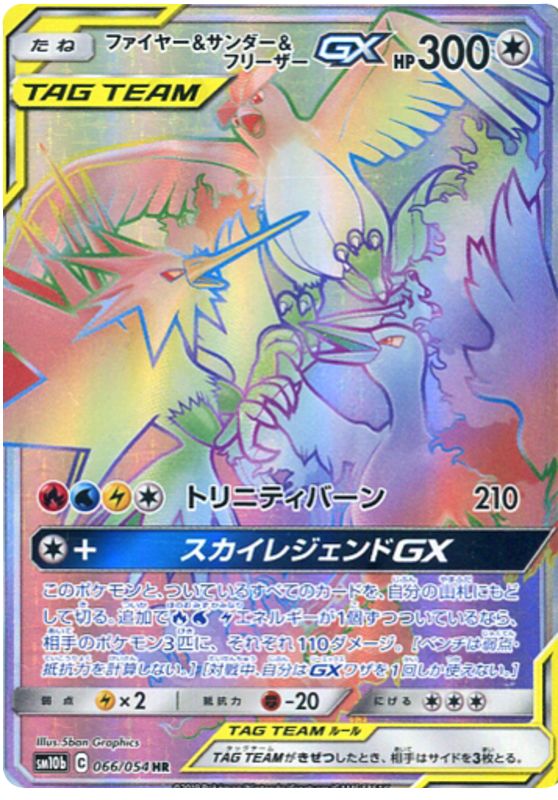 たね ファイヤー&サンダー&
フリーザー GX HP 300
TAG TEAM
トリニティバーン 210
+ スカイレジェンドGX
このポケモンと、ついているすべてのカードを、自分の山札にもど
して切る。追加でエネルギーが1個ずつついているなら、
相手のポケモン3匹に、それぞれ110ダメージ。[ベンチは弱点・
抵抗力を計算しない。][対戦中、自分はGXワザを1回しか使えない。]
弱点 ×2 抵抗力 -20 にげる
Illus. 5ban Graphics
TAG TEAM ルール
sm10b C 066/054 HR
TAG TEAMがきぜつしたとき、相手はサイドを3枚とる。